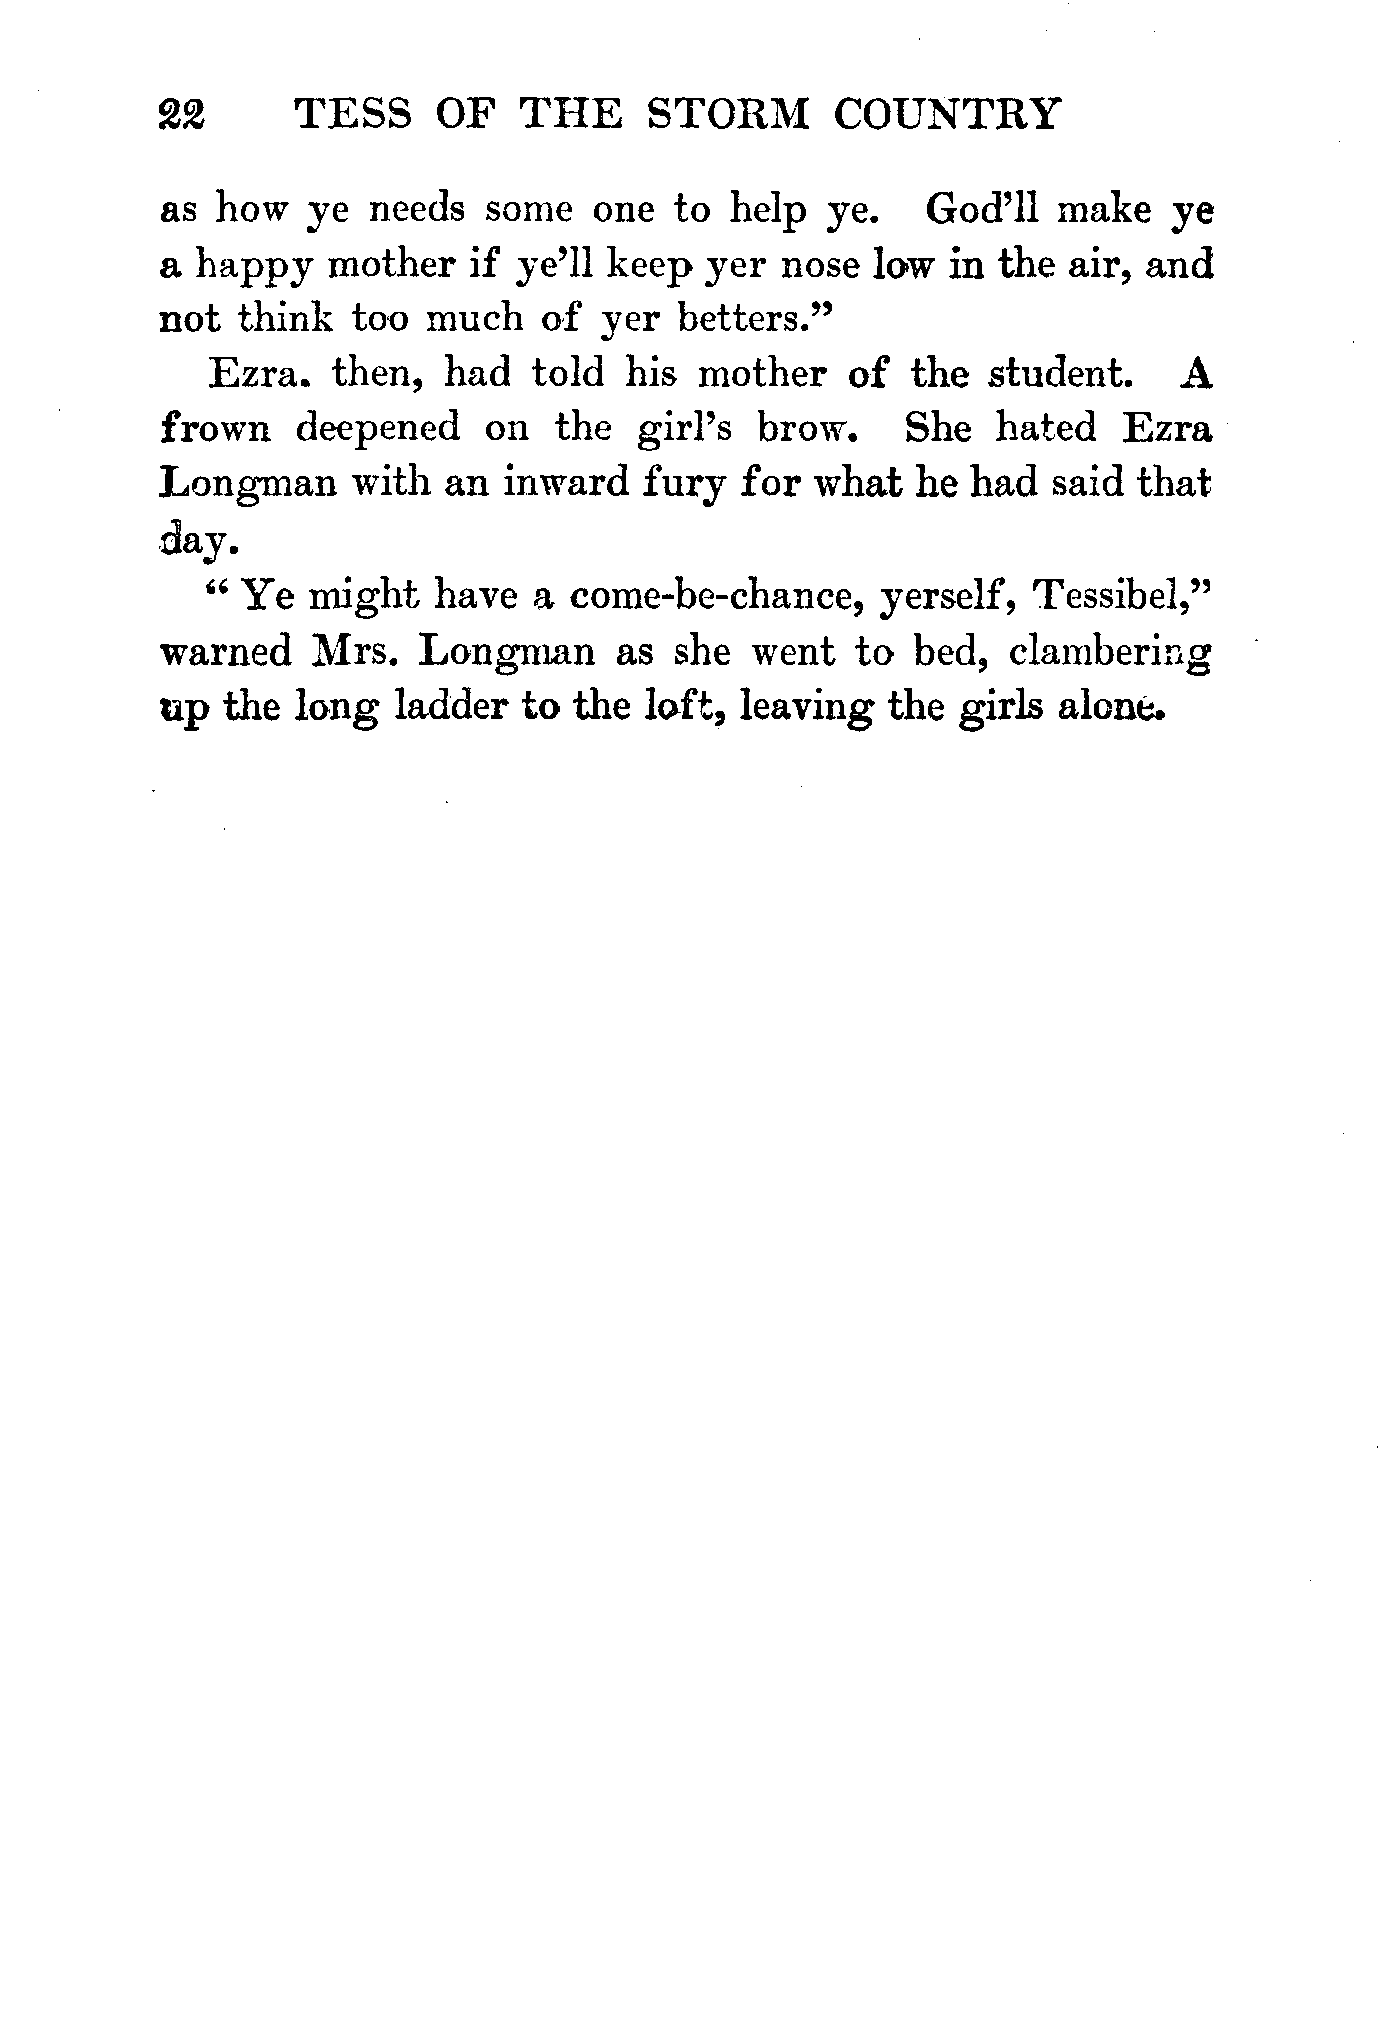 22 TESS OF THE STORM COUNTRY
as how ye needs some one to help ye. God'll make ye
a happy mother if ye'll keep yer nose low in the air, and
not think too much of yer betters."
Ezra. then, had told his mother of the student. A
frown deepened on the girl's brow. She hated Ezra
Longman with an inward fury for what he had said that
day.
"Ye might have a come-be-chance, yerself, Tessibel,"
warned Mrs. Longman as she went to bed, clambering
up the long ladder to the loft, leaving the girls alone.